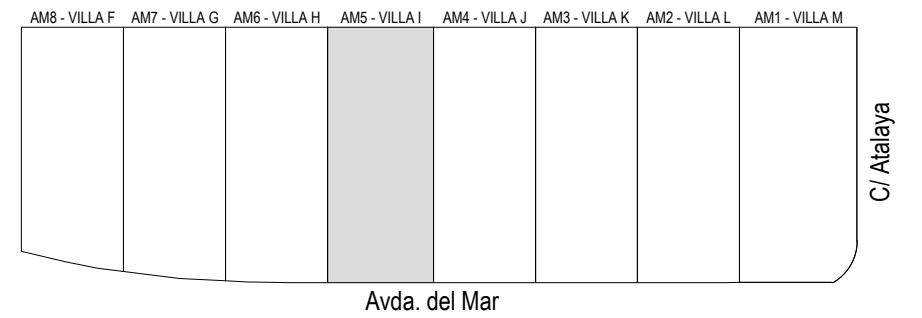 AM8 - VILLA F
AM7 - VILLA G
AM6 - VILLA H
AM5 - VILLA I
AM4 - VILLA J
AM3 - VILLA K
AM2 - VILLA L
AM1 - VILLA M
C/ Atalaya
Avda. del Mar